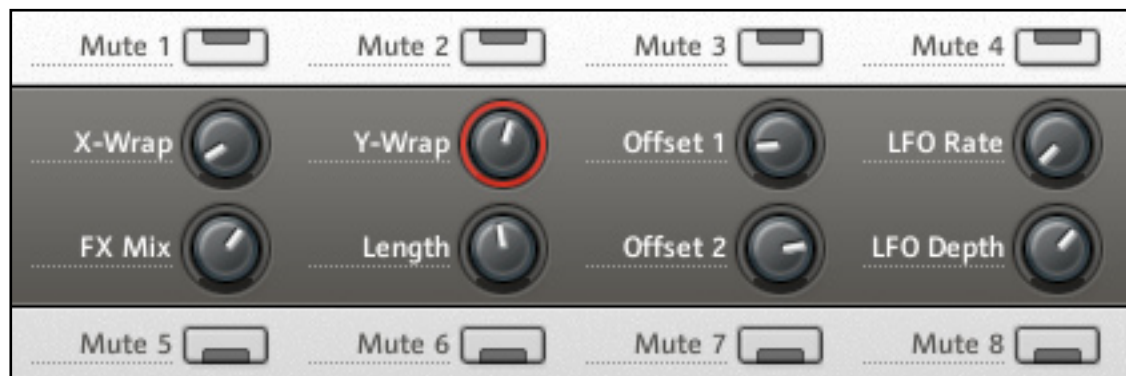 Mute 1 Mute 2 Mute 3 Mute 4
X-Wrap Y-Wrap Offset 1 LFO Rate
FX Mix Length Offset 2 LFO Depth
Mute 5 Mute 6 Mute 7 Mute 8